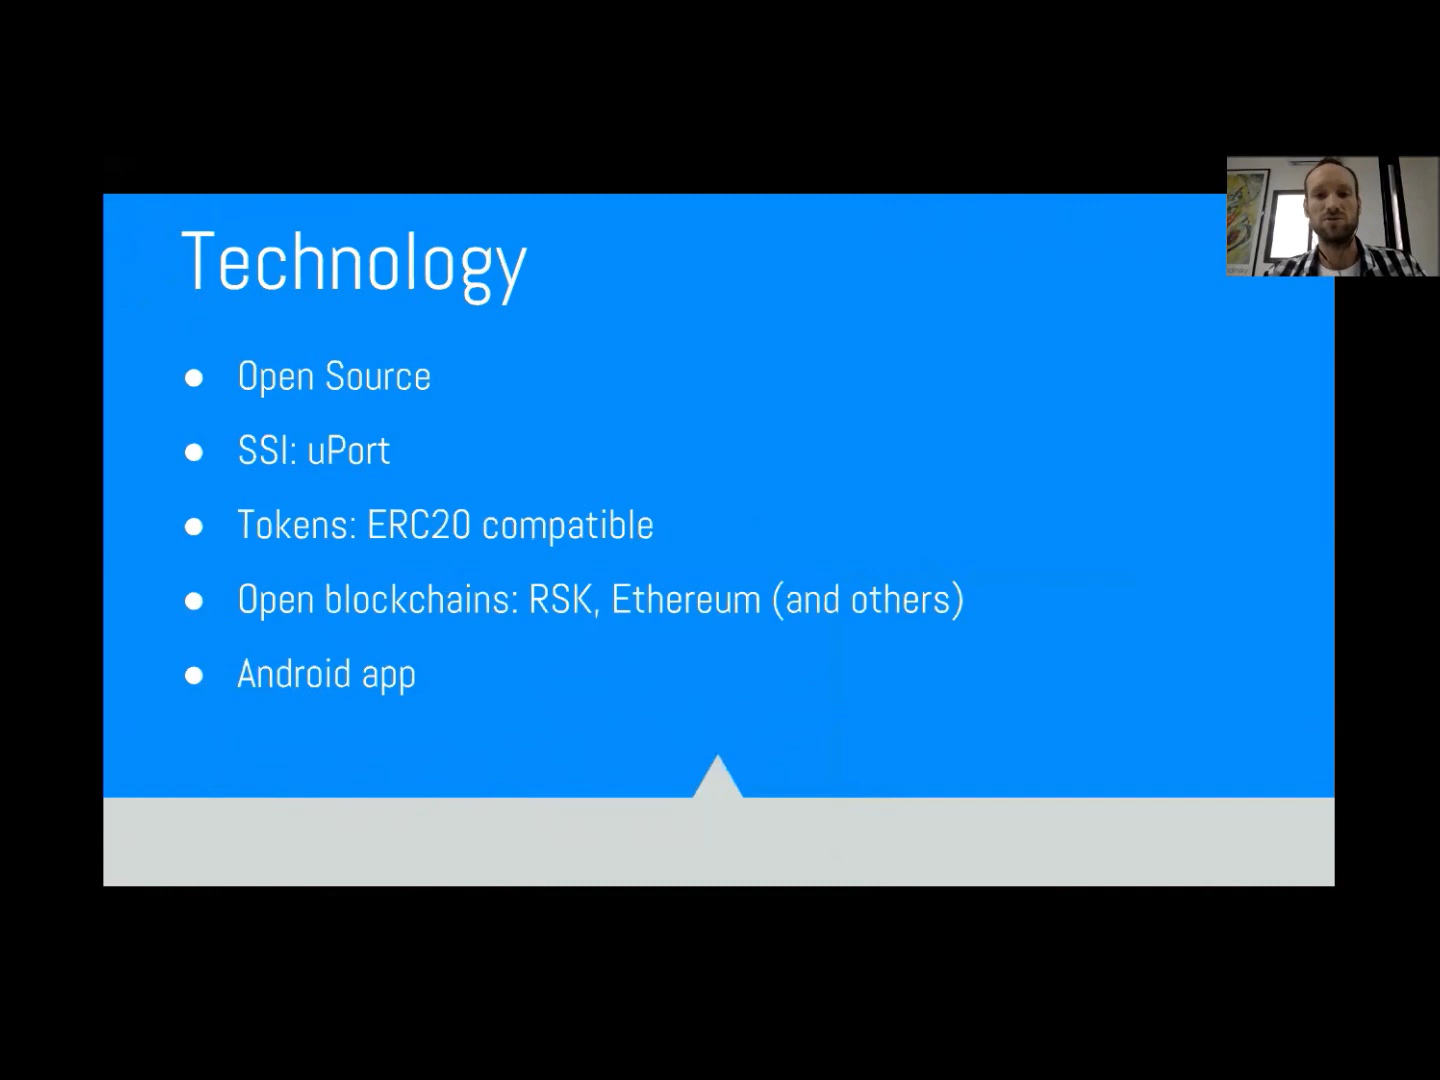 Technology
● Open Source
● SSI: uPort
● Tokens: ERC20 compatible
● Open blockchains: RSK, Ethereum (and others)
● Android app